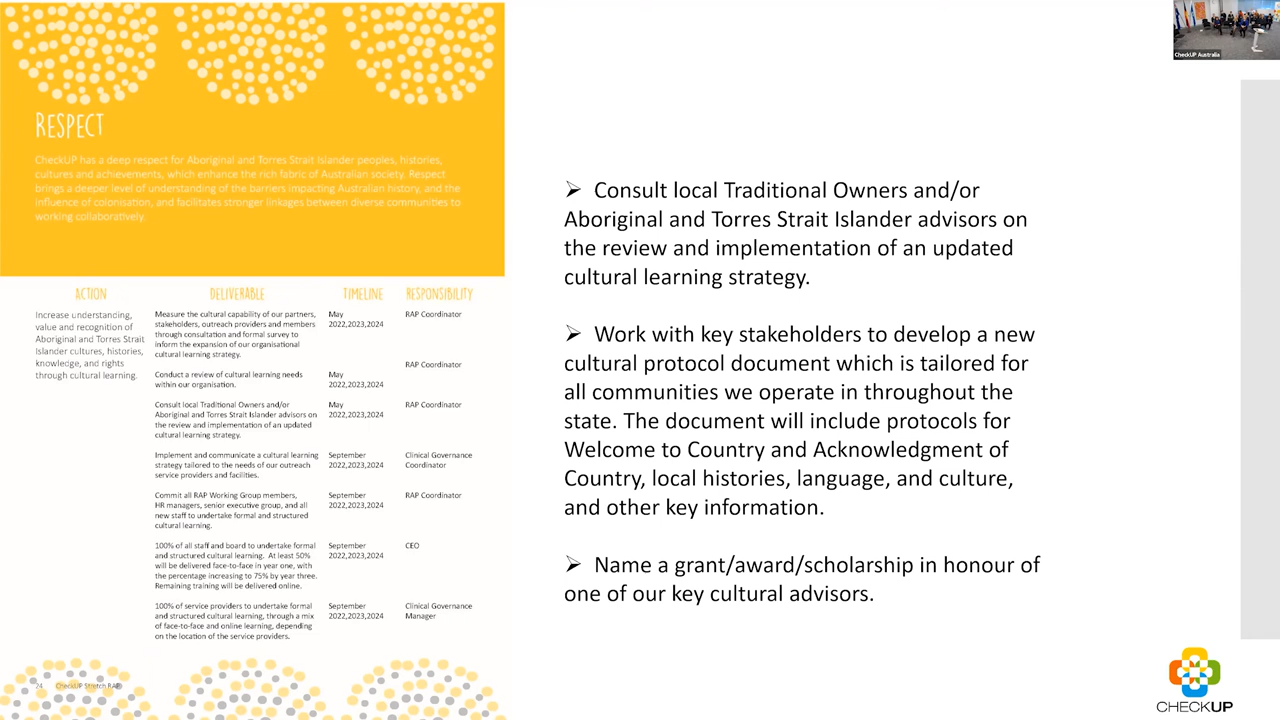 RESPECT
CheckUP has a deep respect for Aboriginal and Torres Strait Islander peoples, histories,
cultures and achievements, which enhance the rich fabric of Australian society. Respect
brings a deeper level of understanding of the barriers impacting Australian history, and the
influence of colonisation, and facilitates stronger linkages between diverse communities to
working collaboratively.
ACTION DELIVERABLE TIMELINE RESPONSIBILITY
Increase understanding,
value and recognition of
Aboriginal and Torres Strait
Islander cultures, histories,
knowledge, and rights
through cultural learning.
Measure the cultural capability of our partners,
stakeholders, outreach providers and members
through consultation and formal survey to
inform the expansion of our organisational
cultural learning strategy.
May
2022,2023,2024
RAP Coordinator
Conduct a review of cultural learning needs
within our organisation.
May
2022,2023,2024
RAP Coordinator
Consult local Traditional Owners and/or
Aboriginal and Torres Strait Islander advisors on
the review and implementation of an updated
cultural learning strategy.
May
2022,2023,2024
RAP Coordinator
Implement and communicate a cultural learning
strategy tailored to the needs of our outreach
service providers and facilities.
September
2022,2023,2024
Clinical Governance
Coordinator
Commit all RAP Working Group members,
HR managers, senior executive group, and all
new staff to undertake formal and structured
cultural learning.
September
2022,2023,2024
RAP Coordinator
100% of all staff and board to undertake formal
and structured cultural learning. At least 50%
will be delivered face-to-face in year one, with
the percentage increasing to 75% by year three.
Remaining training will be delivered online.
September
2022,2023,2024
CEO
100% of service providers to undertake formal
and structured cultural learning, through a mix
of face-to-face and online learning, depending
on the location of the service providers.
September
2022,2023,2024
Clinical Governance
Manager
24 CheckUP Stretch RAP
➢ Consult local Traditional Owners and/or
Aboriginal and Torres Strait Islander advisors on
the review and implementation of an updated
cultural learning strategy.
➢ Work with key stakeholders to develop a new
cultural protocol document which is tailored for
all communities we operate in throughout the
state. The document will include protocols for
Welcome to Country and Acknowledgment of
Country, local histories, language, and culture,
and other key information.
➢ Name a grant/award/scholarship in honour of
one of our key cultural advisors.
CheckUP Australia
CHECKUP